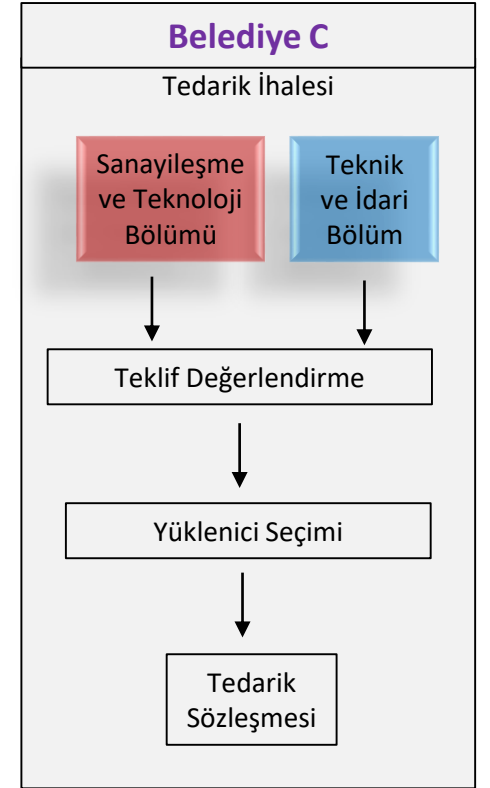 Belediye C
Tedarik İhalesi
Sanayileşme
ve Teknoloji
Bölümü
Teknik
ve İdari
Bölüm
Teklif Değerlendirme
Yüklenici Seçimi
Tedarik
Sözleşmesi